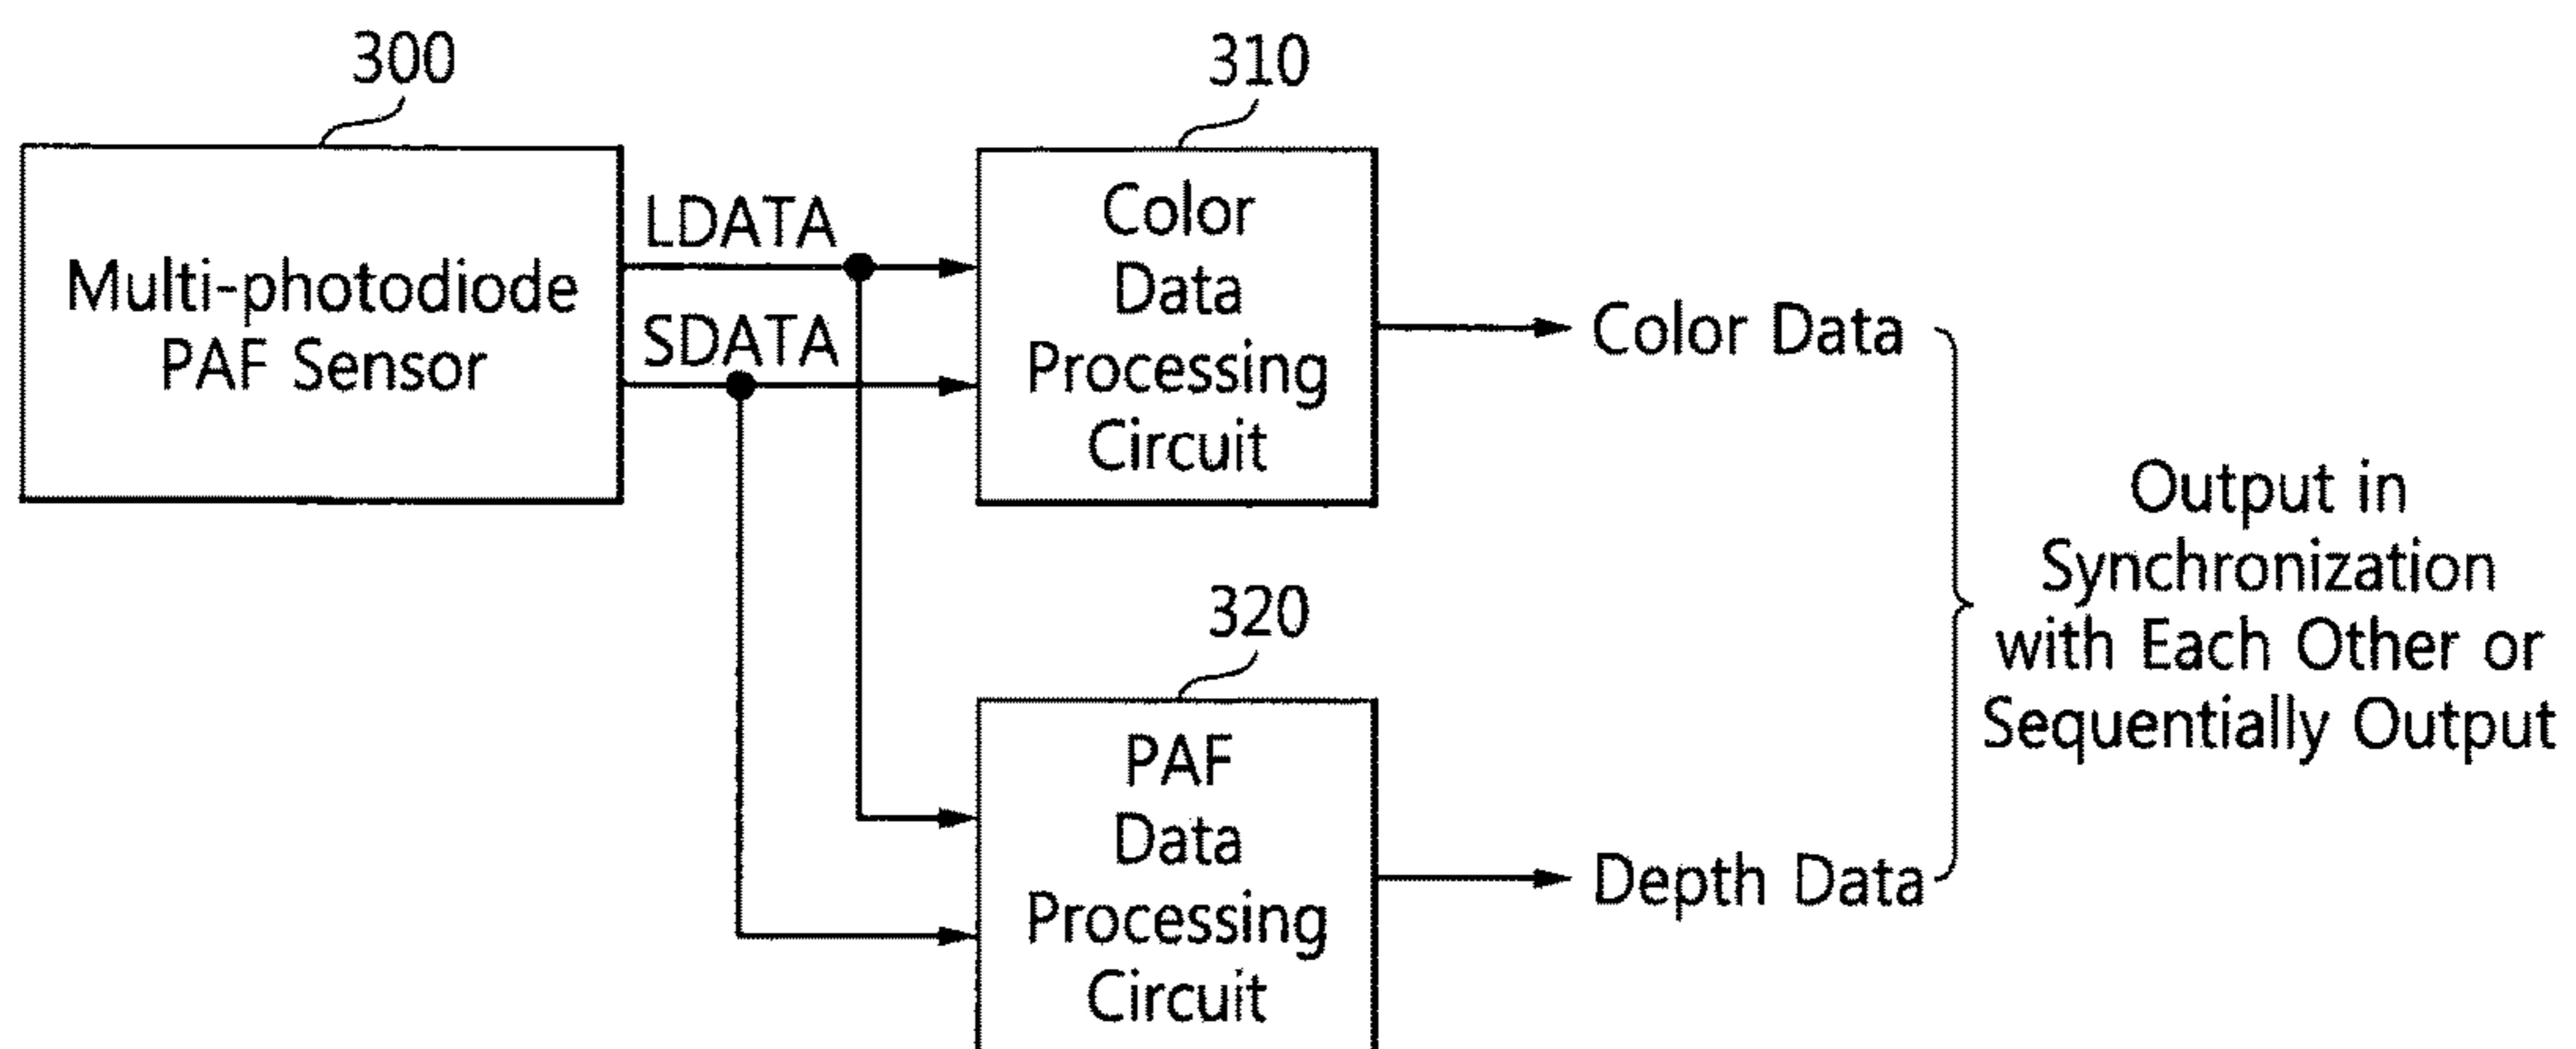 300
310
Multi-photodiode
PAF Sensor
LDATA
SDATA
Color
Data
Processing
Circuit
Color Data
Output in
Synchronization
with Each Other or
Sequentially Output
320
PAF
Data
Processing
Circuit
Depth Data